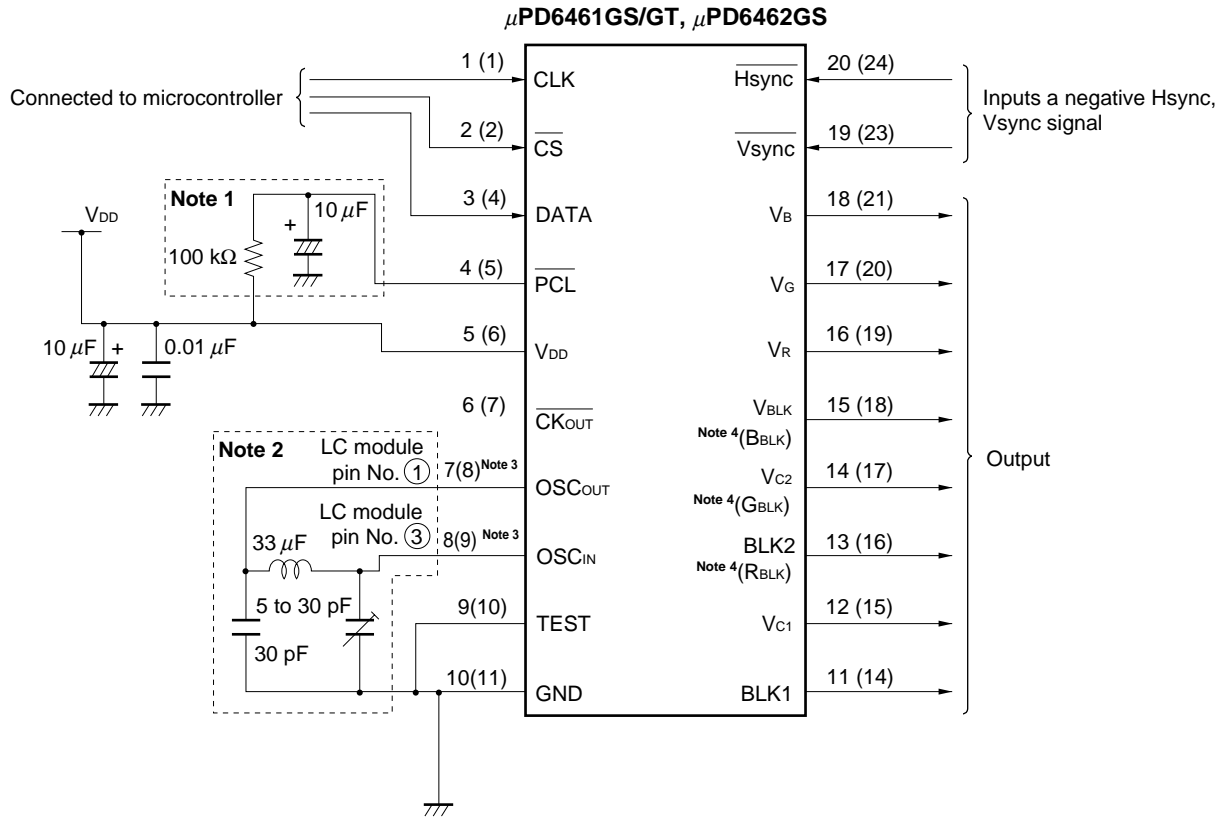 μPD6461GS/GT, μPD6462GS
Connected to microcontroller
1 (1)
CLK
2 (2)
CS
3 (4)
DATA
4 (5)
PCL
5 (6)
VDD
6 (7)
CKOUT
7(8) Note 3
OSCOUT
8(9) Note 3
OSCIN
9(10)
TEST
10(11)
GND
Note 1
10 μF
+
100 kΩ
VDD
10 μF
+
0.01 μF
Note 2
LC module
pin No. ①
LC module
pin No. ③
33 μF
5 to 30 pF
30 pF
Hsync
20 (24)
Vsync
19 (23)
Inputs a negative Hsync,
Vsync signal
VB
18 (21)
VG
17 (20)
VR
16 (19)
VBLK
Note 4(BBLK)
15 (18)
VC2
Note 4(GBLK)
14 (17)
BLK2
Note 4(RBLK)
13 (16)
VC1
12 (15)
BLK1
11 (14)
Output